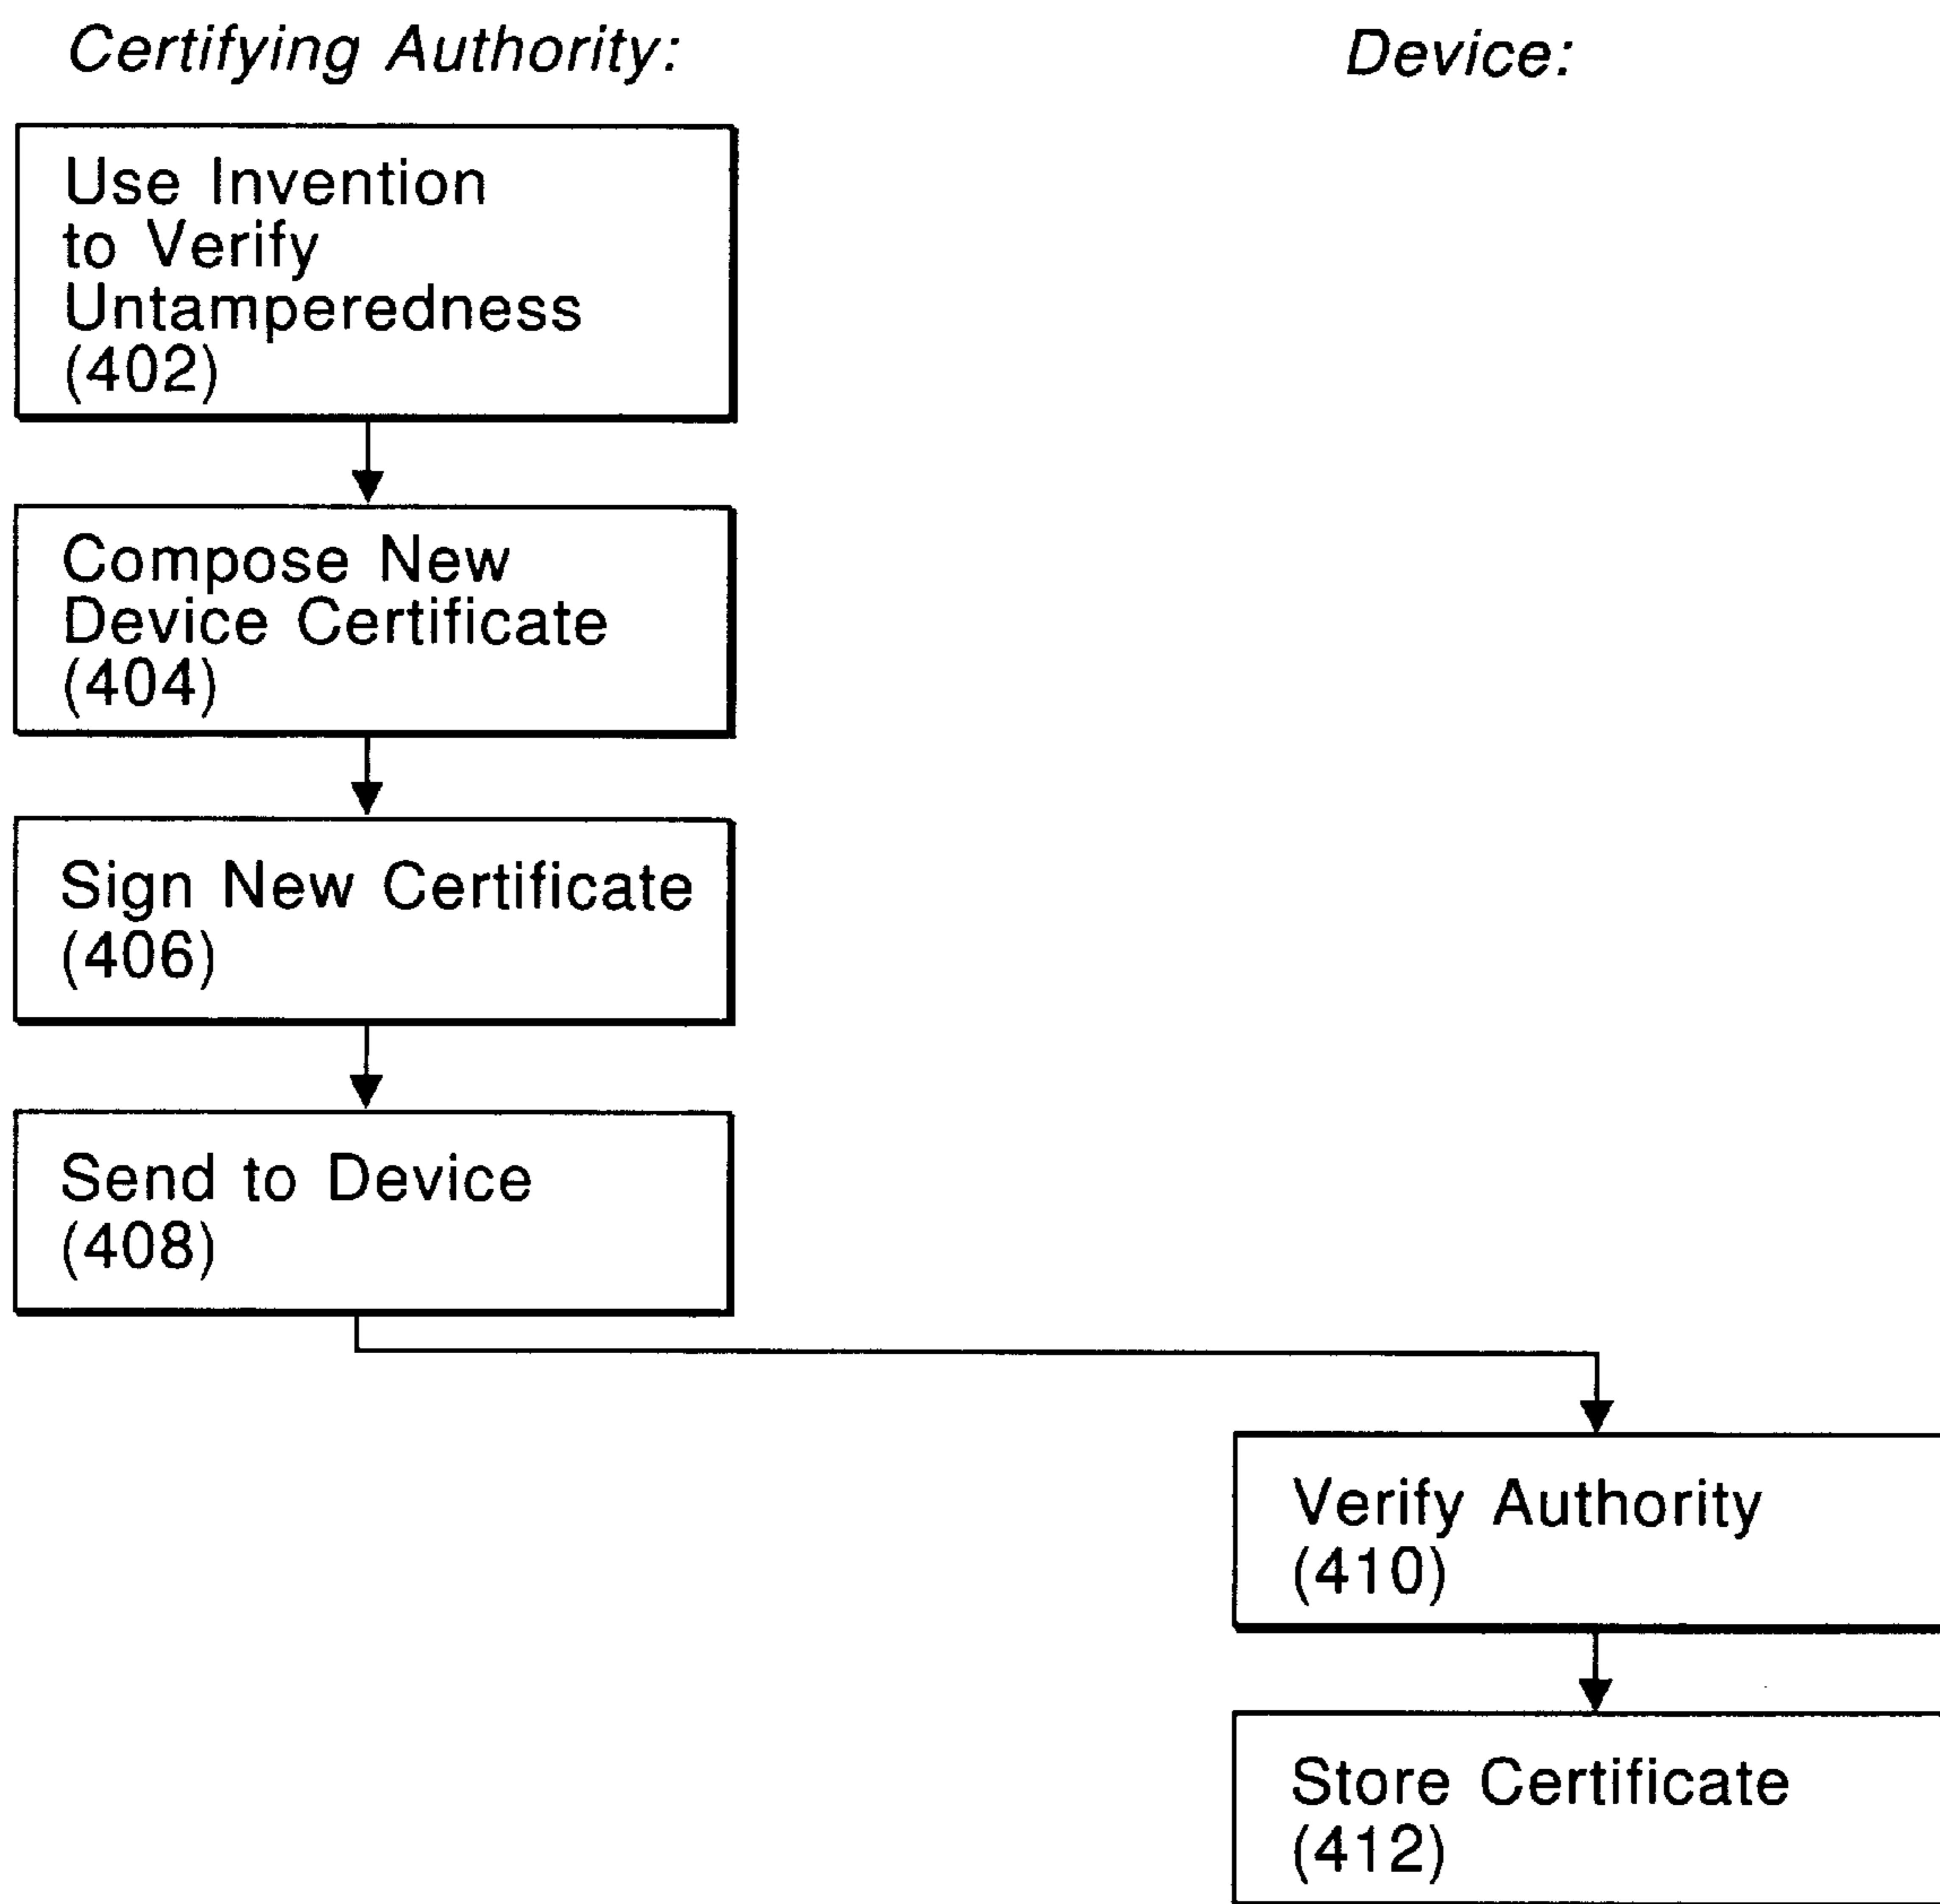 Certifying Authority:
Device:
Use Invention
to Verify
Untamperedness
(402)
Compose New
Device Certificate
(404)
Sign New Certificate
(406)
Send to Device
(408)
Verify Authority
(410)
Store Certificate
(412)